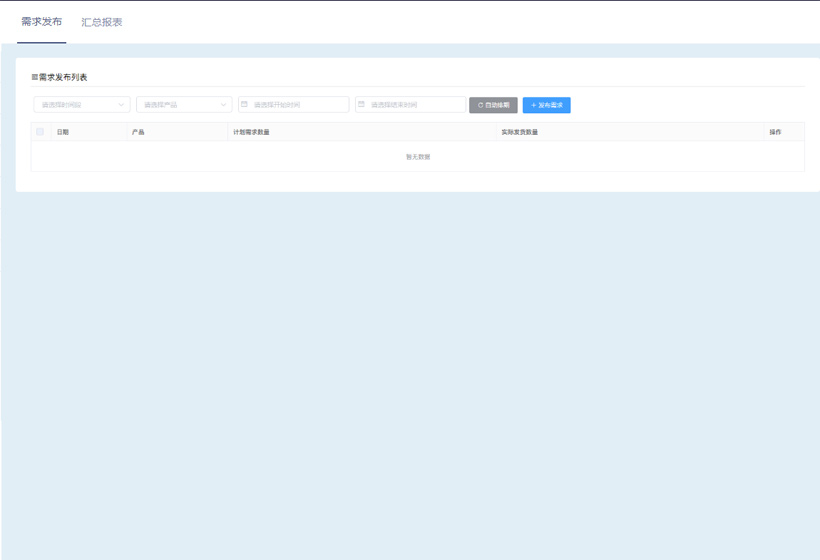 需求发布 汇总报表
需求发布列表
请选择时间段 请选择产品 请选择开始时间 请选择结束时间 自动排期 + 发布需求
日期 产品 计划需求数量 实际发货数量 操作
暂无数据